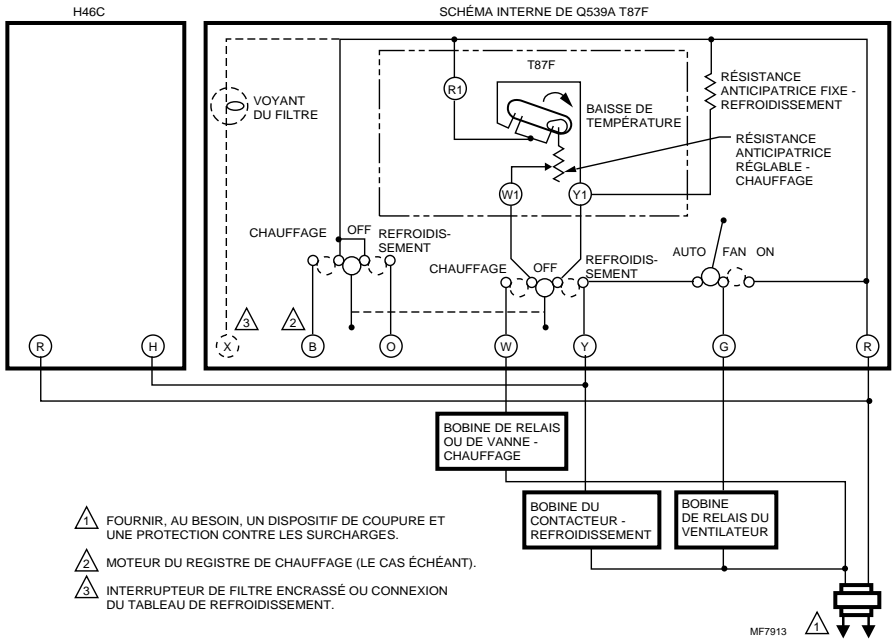 H46C
SCHÉMA INTERNE DE Q539A T87F
T87F
R1
VOYANT
DU FILTRE
BAISSE DE
TEMPÉRATURE
RÉSISTANCE
ANTICIPATRICE FIXE -
REFROIDISSEMENT
RÉSISTANCE
ANTICIPATRICE
RÉGLABLE -
CHAUFFAGE
W1
Y1
CHAUFFAGE
OFF
REFROIDIS-
SEMENT
CHAUFFAGE
OFF
REFROIDIS-
SEMENT
AUTO FAN ON
3
2
R
H
X
B
O
W
Y
G
R
BOBINE DE RELAIS
OU DE VANNE -
CHAUFFAGE
BOBINE DU
CONTACTEUR -
REFROIDISSEMENT
BOBINE
DE RELAIS DU
VENTILATEUR
1 FOURNIR, AU BESOIN, UN DISPOSITIF DE COUPURE ET
UNE PROTECTION CONTRE LES SURCHARGES.
2 MOTEUR DU REGISTRE DE CHAUFFAGE (LE CAS ÉCHÉANT).
3 INTERRUPTEUR DE FILTRE ENCRASSÉ OU CONNEXION
DU TABLEAU DE REFROIDISSEMENT.
MF7913
1